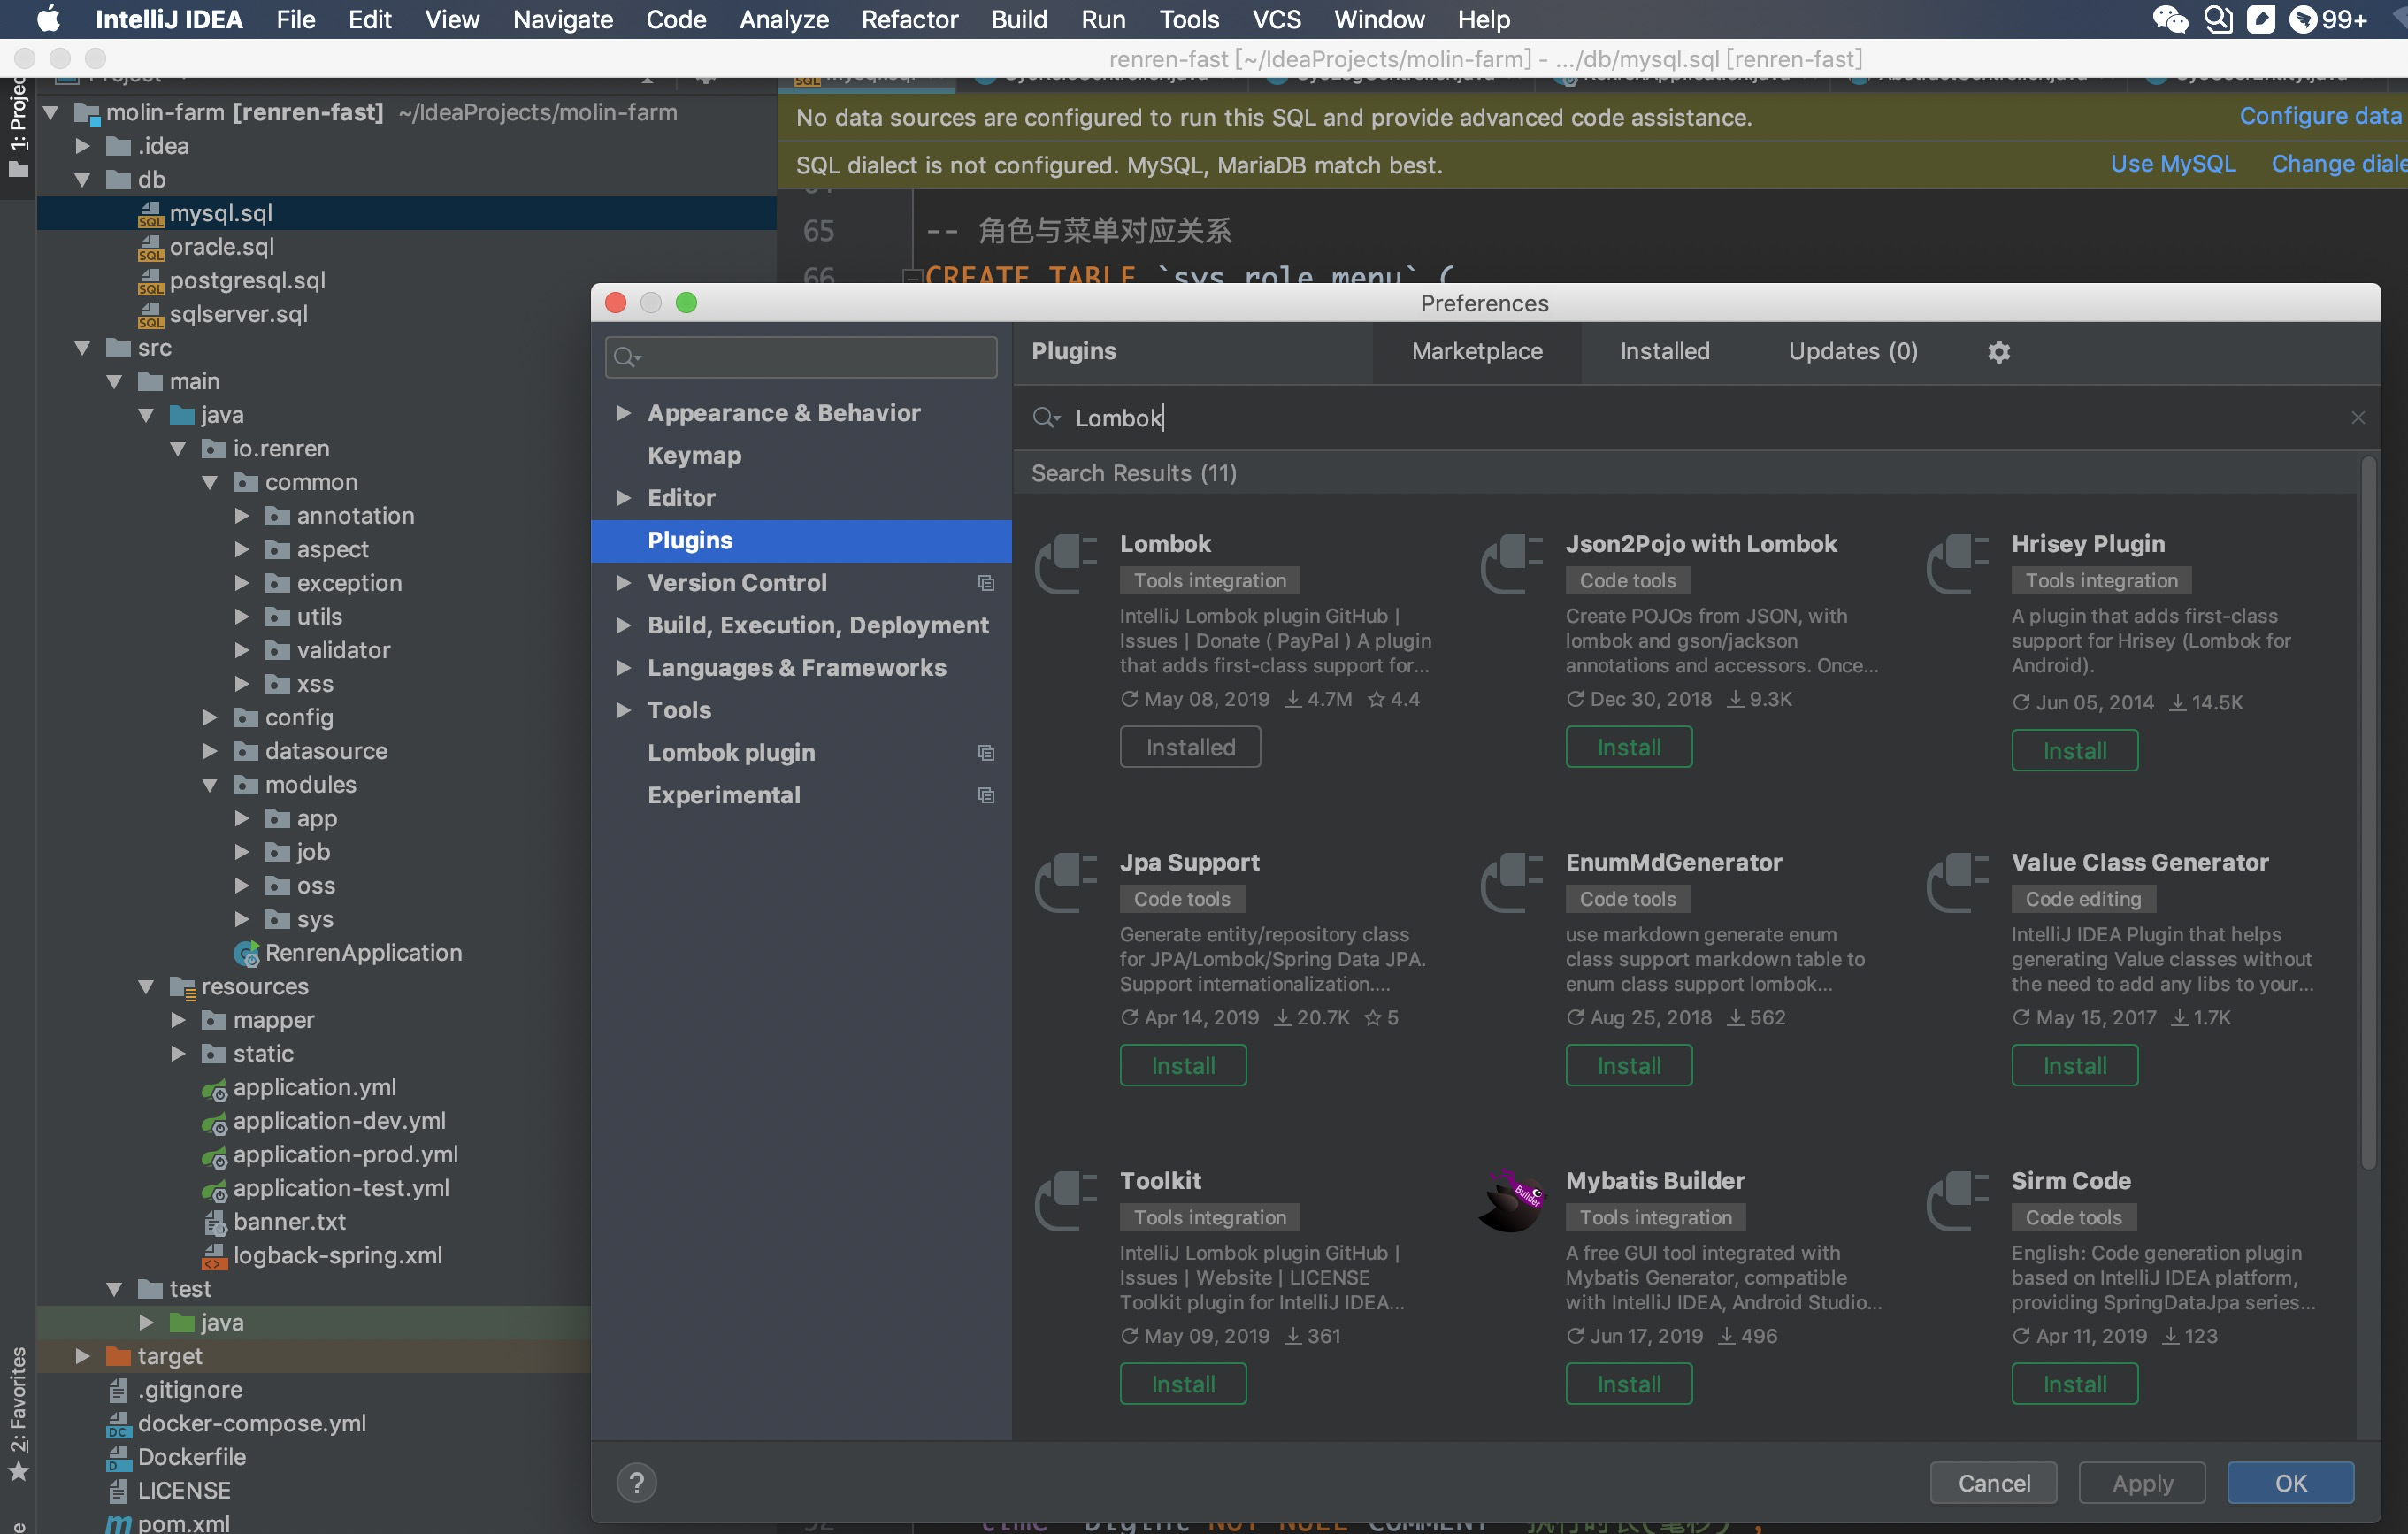 IntelliJ IDEA File Edit View Navigate Code Analyze Refactor Build Run Tools VCS Window Help 99+
renren-fast [~/IdeaProjects/molin-farm] - .../db/mysql.sql [renren-fast]
1: Project
molin-farm [renren-fast] ~/IdeaProjects/molin-farm
.idea
db
mysql.sql
oracle.sql
postgresql.sql
sqlserver.sql
src
main
java
io.renren
common
annotation
aspect
exception
utils
validator
xss
config
datasource
modules
app
job
oss
sys
RenrenApplication
resources
mapper
static
application.yml
application-dev.yml
application-prod.yml
application-test.yml
banner.txt
logback-spring.xml
test
java
target
.gitignore
docker-compose.yml
Dockerfile
LICENSE
pom.xml
2: Favorites
No data sources are configured to run this SQL and provide advanced code assistance. Configure data
SQL dialect is not configured. MySQL, MariaDB match best. Use MySQL Change diale
65 -- 角色与菜单对应关系
66 CREATE TABLE `sys_role_menu` (
Preferences
Appearance & Behavior
Keymap
Editor
Plugins
Version Control
Build, Execution, Deployment
Languages & Frameworks
Tools
Lombok plugin
Experimental
Plugins Marketplace Installed Updates (0)
Lombok
Search Results (11)
Lombok
Tools integration
IntelliJ Lombok plugin GitHub |
Issues | Donate ( PayPal ) A plugin
that adds first-class support for...
May 08, 2019 4.7M 4.4
Installed
Json2Pojo with Lombok
Code tools
Create POJOs from JSON, with
lombok and gson/jackson
annotations and accessors. Once...
Dec 30, 2018 9.3K
Install
Hrisey Plugin
Tools integration
A plugin that adds first-class
support for Hrisey (Lombok for
Android).
Jun 05, 2014 14.5K
Install
Jpa Support
Code tools
Generate entity/repository class
for JPA/Lombok/Spring Data JPA.
Support internationalization....
Apr 14, 2019 20.7K 5
Install
EnumMdGenerator
Code tools
use markdown generate enum
class support markdown table to
enum class support lombok...
Aug 25, 2018 562
Install
Value Class Generator
Code editing
IntelliJ IDEA Plugin that helps
generating Value classes without
the need to add any libs to your...
May 15, 2017 1.7K
Install
Toolkit
Tools integration
IntelliJ Lombok plugin GitHub |
Issues | Website | LICENSE
Toolkit plugin for IntelliJ IDEA...
May 09, 2019 361
Install
Builder
Mybatis Builder
Tools integration
A free GUI tool integrated with
Mybatis Generator, compatible
with IntelliJ IDEA, Android Studio...
Jun 17, 2019 496
Install
Sirm Code
Code tools
English: Code generation plugin
based on IntelliJ IDEA platform,
providing SpringDataJpa series...
Apr 11, 2019 123
Install
? Cancel Apply OK
NOT NULL COMMENT '执行时长(毫秒)',